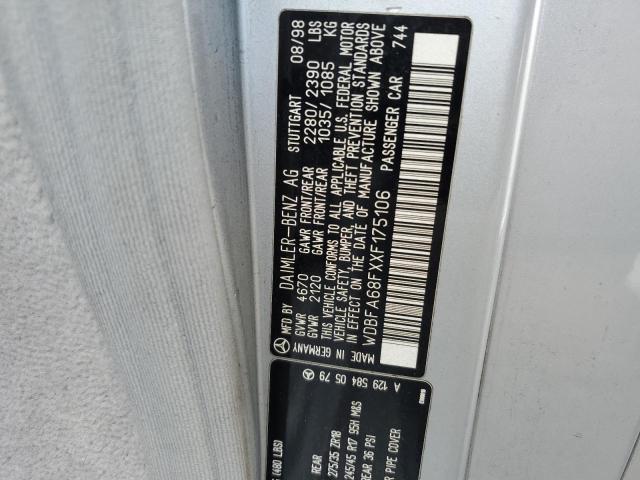 MFD BY DAIMLER-BENZ AG STUTTGART 08/98
IN GERMANY
GVWR 4670 GAWR FRONT/REAR 2280/2390 LBS
GVWR 2120 GAWR FRONT/REAR 1035/1085 KG
THIS VEHICLE CONFORMS TO ALL APPLICABLE U.S. FEDERAL MOTOR
VEHICLE SAFETY, BUMPER, AND THEFT PREVENTION STANDARDS
IN EFFECT ON THE DATE OF MANUFACTURE SHOWN ABOVE
WDBFA68FXXF175106 PASSENGER CAR 744
A 129 584 05 79
(480 LBS)
REAR
275/35 ZR18
245/45 R17 95H M&S
REAR 36 PSI
PIPE COVER